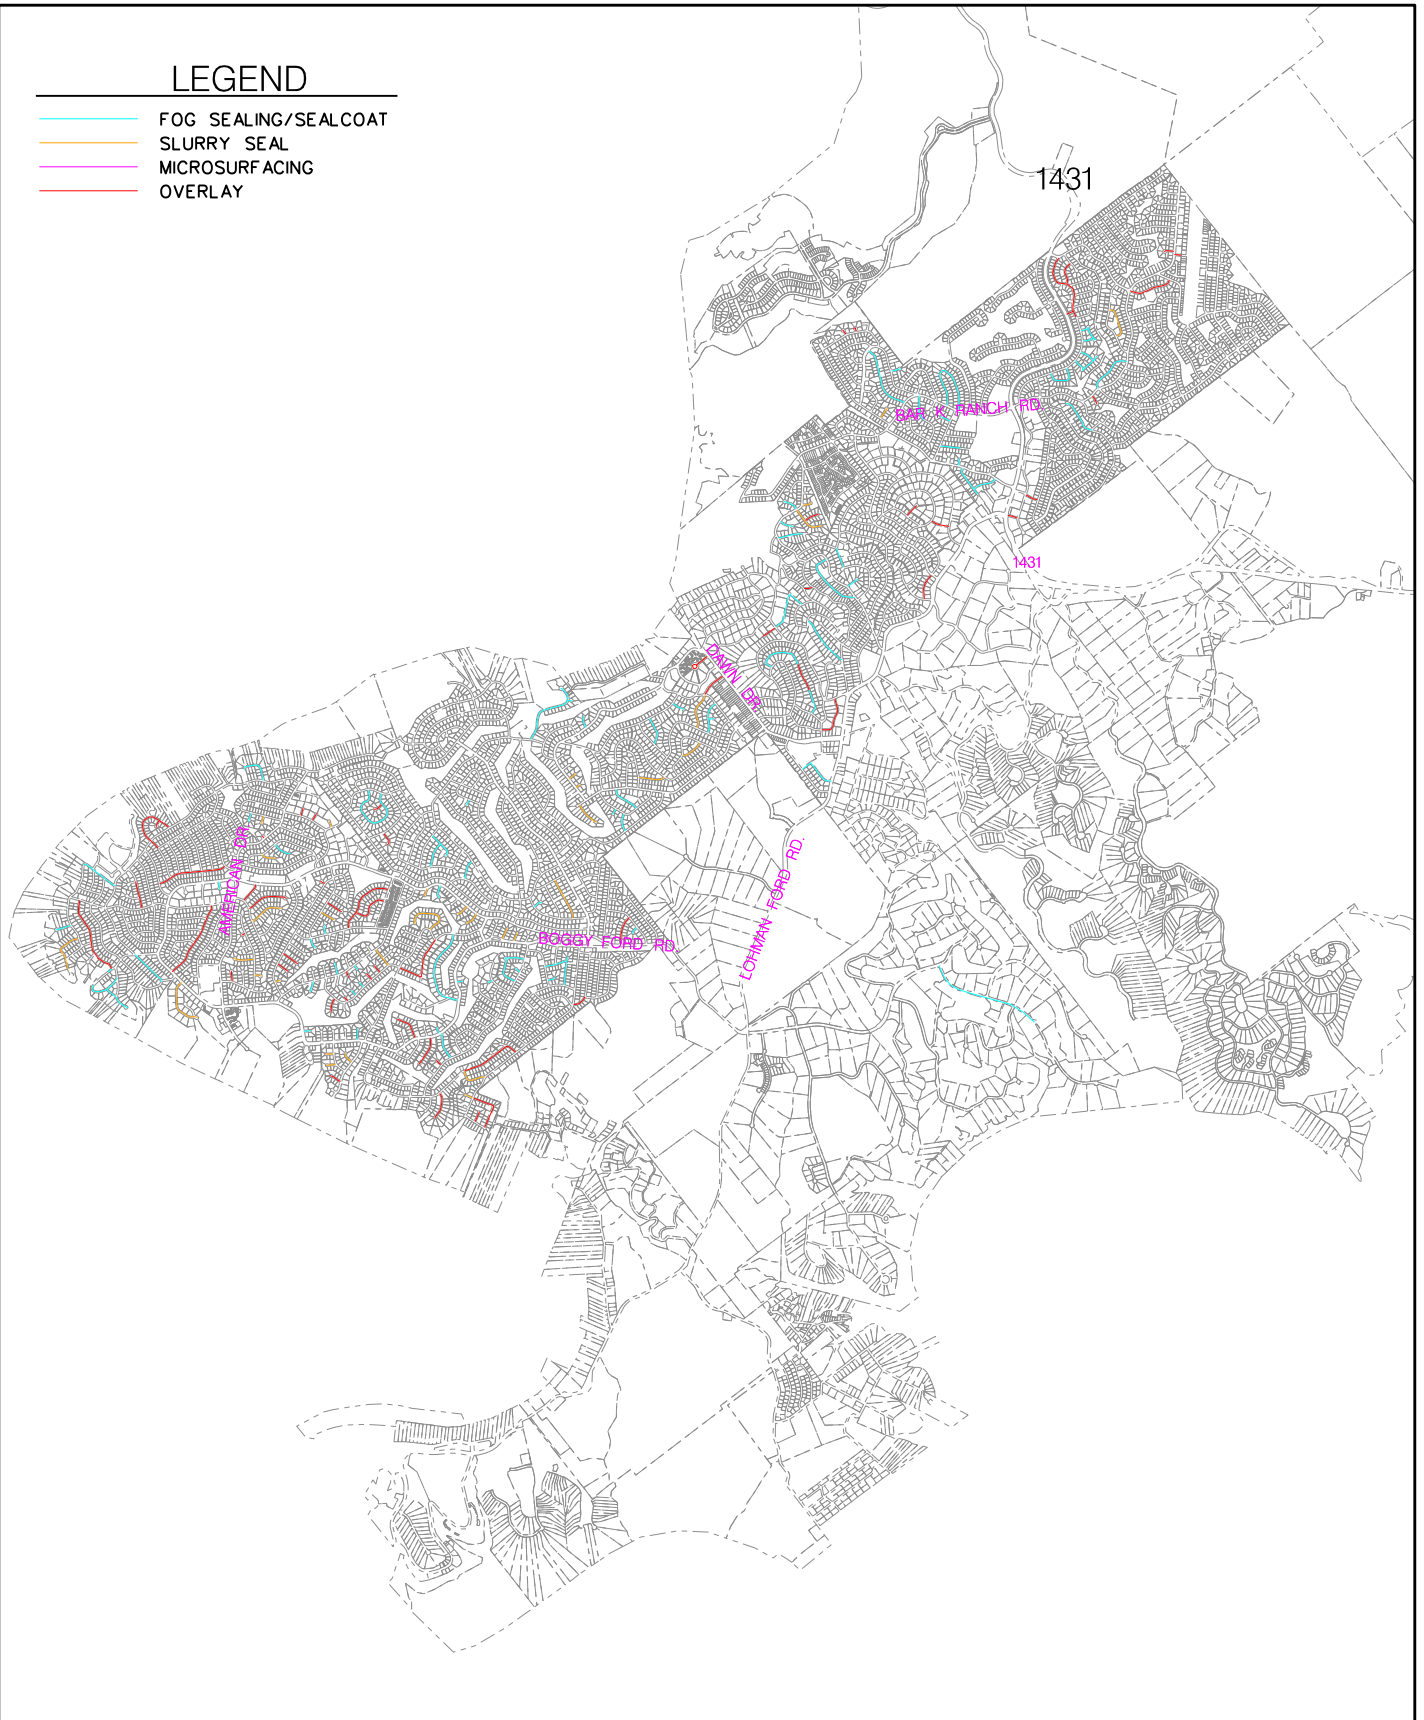 LEGEND
FOG SEALING/SEALCOAT
SLURRY SEAL
MICROSURFACING
OVERLAY
1431
BAR K RANCH RD
1431
DAWN DR.
AMERICAN DR.
LOHMAN FORD RD.
BOGGY FORD RD.